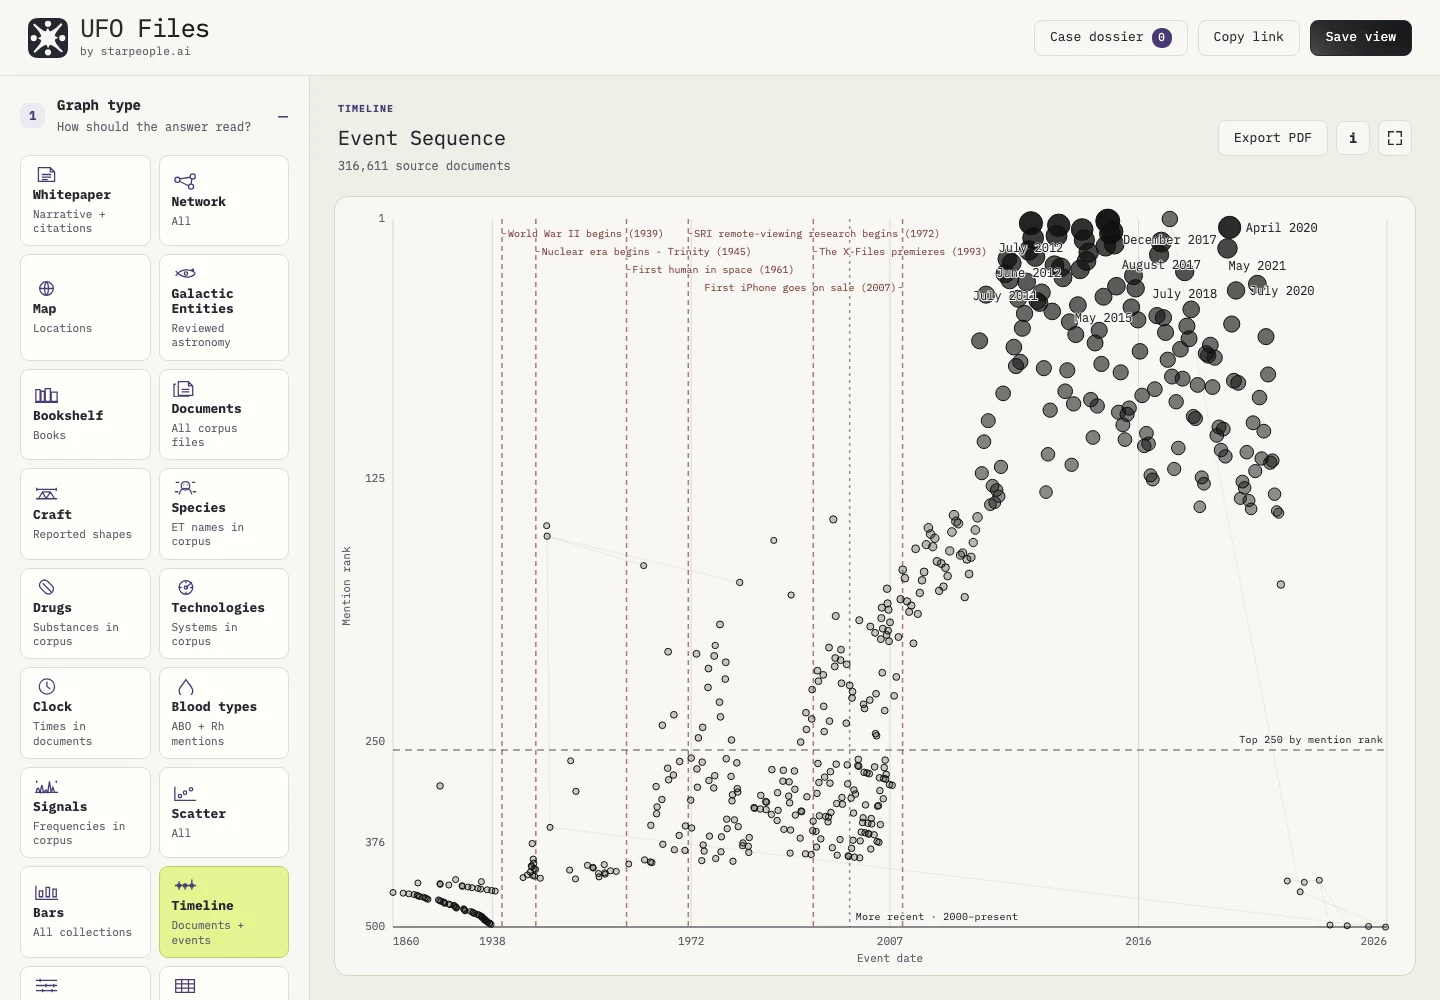 UFO Files
by starpeople.ai
Case dossier 0
Copy link
Save view
1
Graph type
How should the answer read?
—
Whitepaper
Narrative +
citations
Network
All
Map
Locations
Galactic
Entities
Reviewed
astronomy
Bookshelf
Books
Documents
All corpus
files
Craft
Reported shapes
Species
ET names in
corpus
Drugs
Substances in
corpus
Technologies
Systems in
corpus
Clock
Times in
documents
Blood types
ABO + Rh
mentions
Signals
Frequencies in
corpus
Scatter
All
Bars
All collections
Timeline
Documents +
events
TIMELINE
Event Sequence
316,611 source documents
Export PDF
i
1
World War II begins (1939)
SRI remote-viewing research begins (1972)
Nuclear era begins - Trinity (1945)
The X-Files premieres (1993)
First human in space (1961)
First iPhone goes on sale (2007)
April 2020
December 2017
July 2012
August 2017
May 2021
June 2012
July 2011
July 2018
July 2020
May 2015
125
Mention rank
250
Top 250 by mention rank
376
More recent · 2000–present
500
1860
1938
1972
2007
2016
2026
Event date